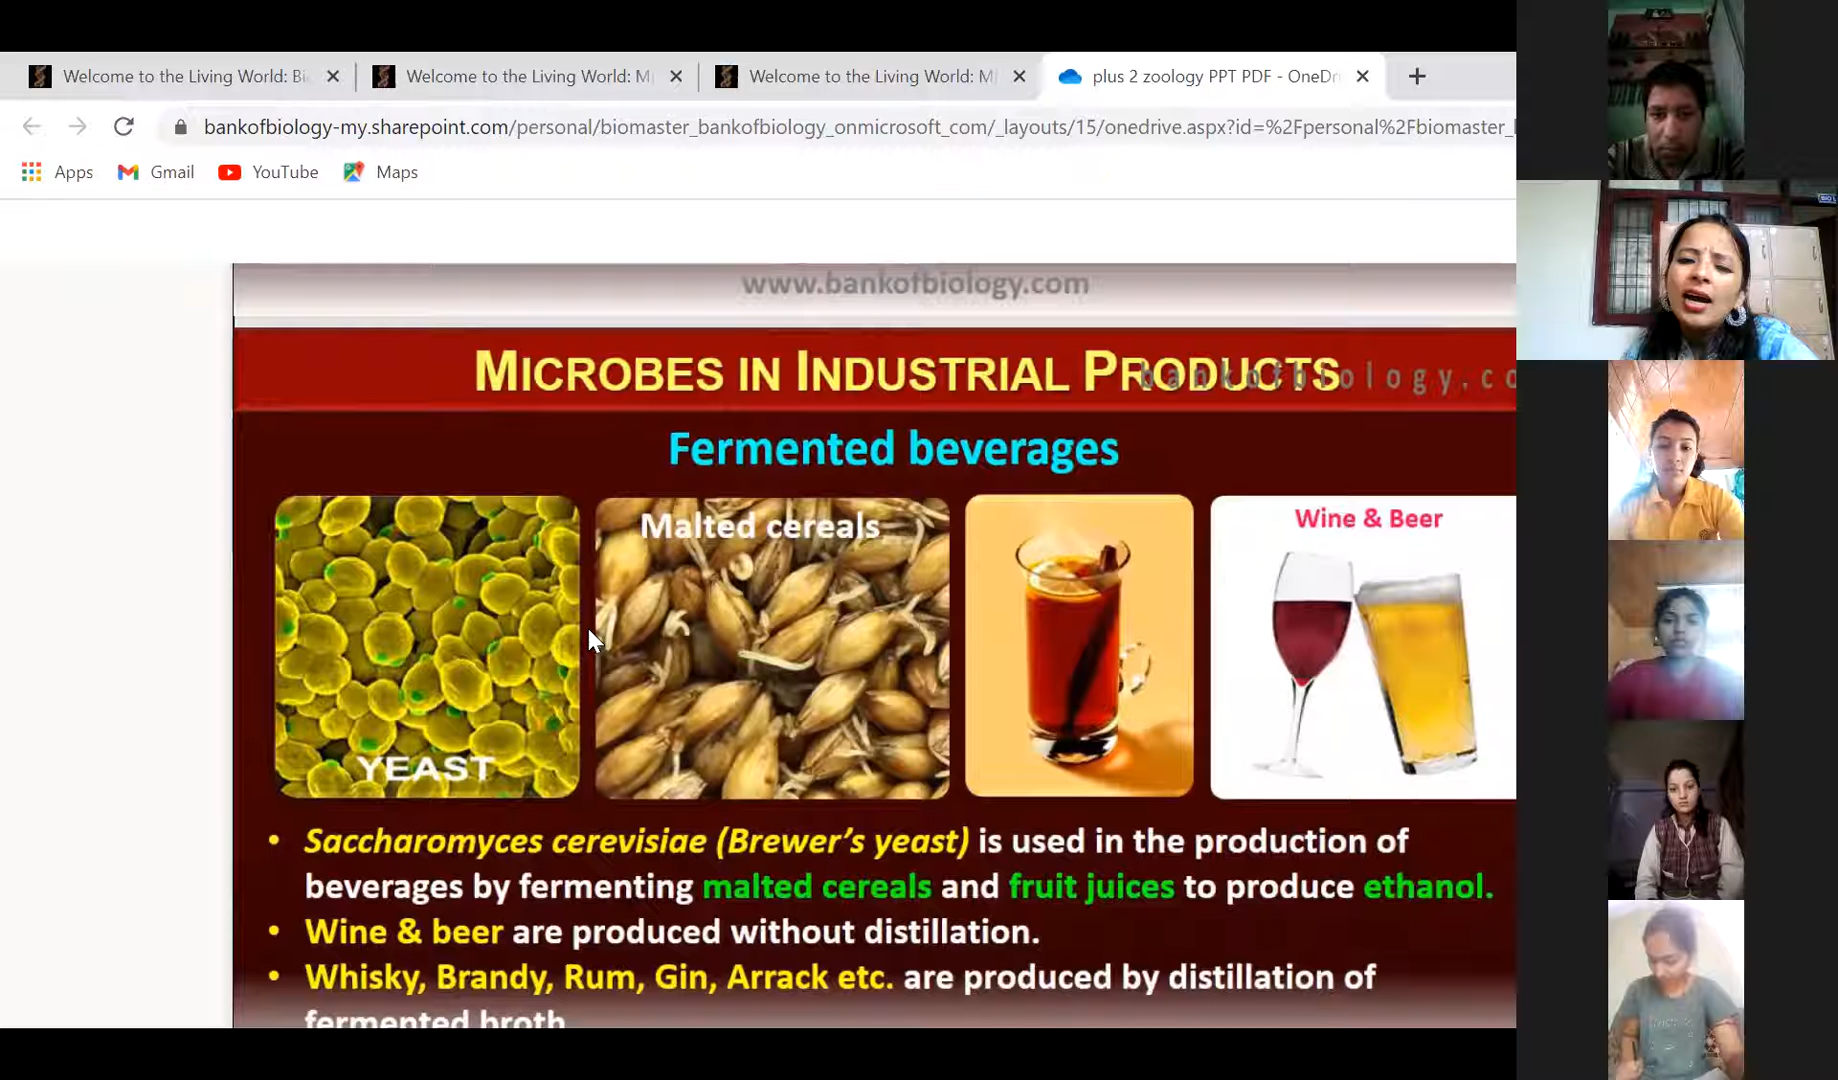 Welcome to the Living World: Bi
Welcome to the Living World: M
Welcome to the Living World: M
plus 2 zoology PPT PDF - OneDr
bankofbiology-my.sharepoint.com/personal/biomaster_bankofbiology_onmicrosoft_com/_layouts/15/onedrive.aspx?id=%2Fpersonal%2Fbiomaster_
Apps
Gmail
YouTube
Maps
www.bankofbiology.com
MICROBES IN INDUSTRIAL PRODUCTS
bankofbiology.co
Fermented beverages
YEAST
Malted cereals
Wine & Beer
• Saccharomyces cerevisiae (Brewer’s yeast) is used in the production of
beverages by fermenting malted cereals and fruit juices to produce ethanol.
• Wine & beer are produced without distillation.
• Whisky, Brandy, Rum, Gin, Arrack etc. are produced by distillation of
fermented broth